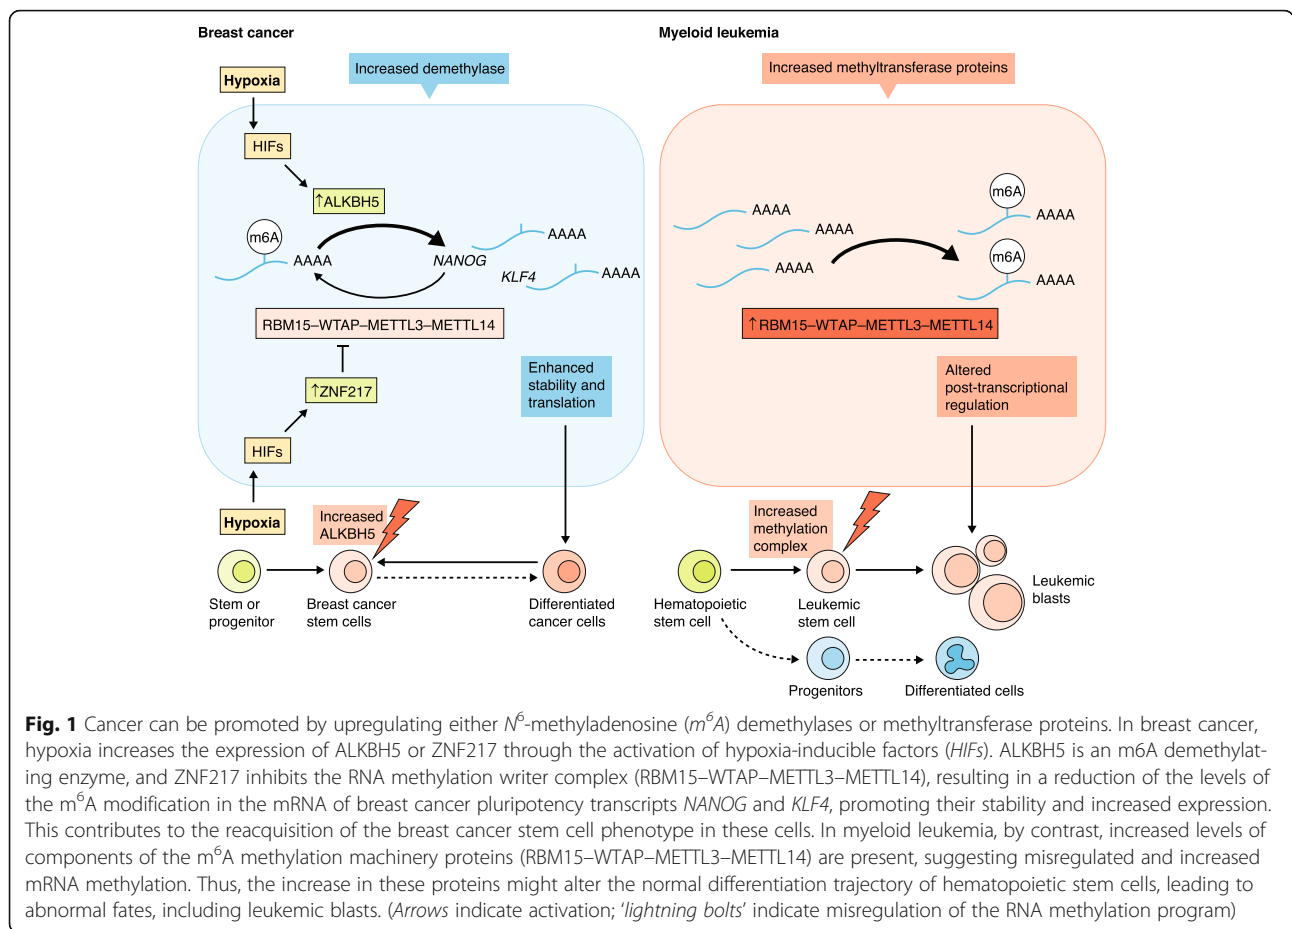 Breast cancer
Increased demethylase
Hypoxia
HIFs
↑ALKBH5
m6A
AAAA
NANOG
AAAA
KLF4
AAAA
RBM15–WTAP–METTL3–METTL14
↑ZNF217
HIFs
Hypoxia
Enhanced
stability and
translation
Increased
ALKBH5
Stem or
progenitor
Breast cancer
stem cells
Differentiated
cancer cells
Myeloid leukemia
Increased methyltransferase proteins
AAAA
AAAA
AAAA
m6A
AAAA
m6A
AAAA
↑RBM15–WTAP–METTL3–METTL14
Altered
post-transcriptional
regulation
Increased
methylation
complex
Hematopoietic
stem cell
Leukemic
stem cell
Leukemic
blasts
Progenitors
Differentiated cells
Fig. 1 Cancer can be promoted by upregulating either N⁶-methyladenosine (m⁶A) demethylases or methyltransferase proteins. In breast cancer,
hypoxia increases the expression of ALKBH5 or ZNF217 through the activation of hypoxia-inducible factors (HIFs). ALKBH5 is an m6A demethylat-
ing enzyme, and ZNF217 inhibits the RNA methylation writer complex (RBM15–WTAP–METTL3–METTL14), resulting in a reduction of the levels of
the m⁶A modification in the mRNA of breast cancer pluripotency transcripts NANOG and KLF4, promoting their stability and increased expression.
This contributes to the reacquisition of the breast cancer stem cell phenotype in these cells. In myeloid leukemia, by contrast, increased levels of
components of the m⁶A methylation machinery proteins (RBM15–WTAP–METTL3–METTL14) are present, suggesting misregulated and increased
mRNA methylation. Thus, the increase in these proteins might alter the normal differentiation trajectory of hematopoietic stem cells, leading to
abnormal fates, including leukemic blasts. (Arrows indicate activation; ‘lightning bolts’ indicate misregulation of the RNA methylation program)